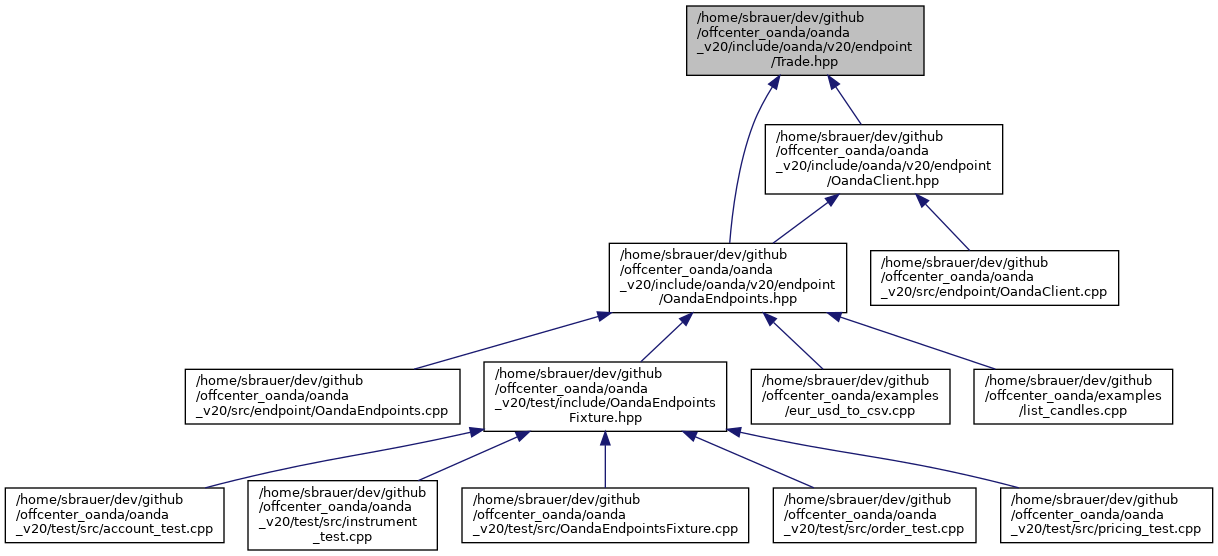 /home/sbrauer/dev/github
/offcenter_oanda/oanda
_v20/include/oanda/v20/endpoint
/Trade.hpp
/home/sbrauer/dev/github
/offcenter_oanda/oanda
_v20/include/oanda/v20/endpoint
/OandaClient.hpp
/home/sbrauer/dev/github
/offcenter_oanda/oanda
_v20/include/oanda/v20/endpoint
/OandaEndpoints.hpp
/home/sbrauer/dev/github
/offcenter_oanda/oanda
_v20/src/endpoint/OandaClient.cpp
/home/sbrauer/dev/github
/offcenter_oanda/oanda
_v20/src/endpoint/OandaEndpoints.cpp
/home/sbrauer/dev/github
/offcenter_oanda/oanda
_v20/test/include/OandaEndpoints
Fixture.hpp
/home/sbrauer/dev/github
/offcenter_oanda/examples
/eur_usd_to_csv.cpp
/home/sbrauer/dev/github
/offcenter_oanda/examples
/list_candles.cpp
/home/sbrauer/dev/github
/offcenter_oanda/oanda
_v20/test/src/account_test.cpp
/home/sbrauer/dev/github
/offcenter_oanda/oanda
_v20/test/src/instrument
_test.cpp
/home/sbrauer/dev/github
/offcenter_oanda/oanda
_v20/test/src/OandaEndpointsFixture.cpp
/home/sbrauer/dev/github
/offcenter_oanda/oanda
_v20/test/src/order_test.cpp
/home/sbrauer/dev/github
/offcenter_oanda/oanda
_v20/test/src/pricing_test.cpp